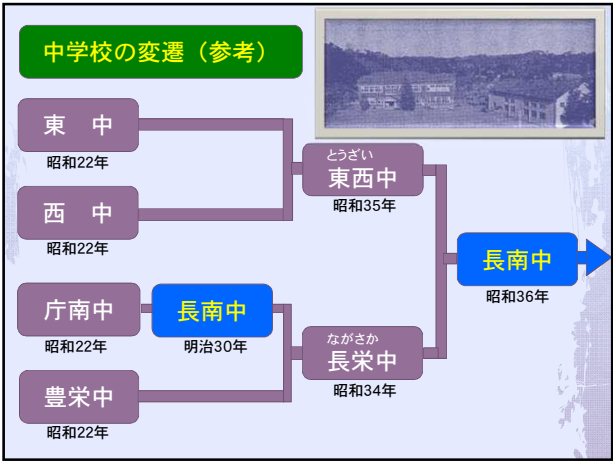 中学校の変遷（参考）
東　中
昭和22年
西　中
昭和22年
とうざい
東西中
昭和35年
庁南中
昭和22年
長南中
明治30年
豊栄中
昭和22年
ながさか
長栄中
昭和34年
長南中
昭和36年